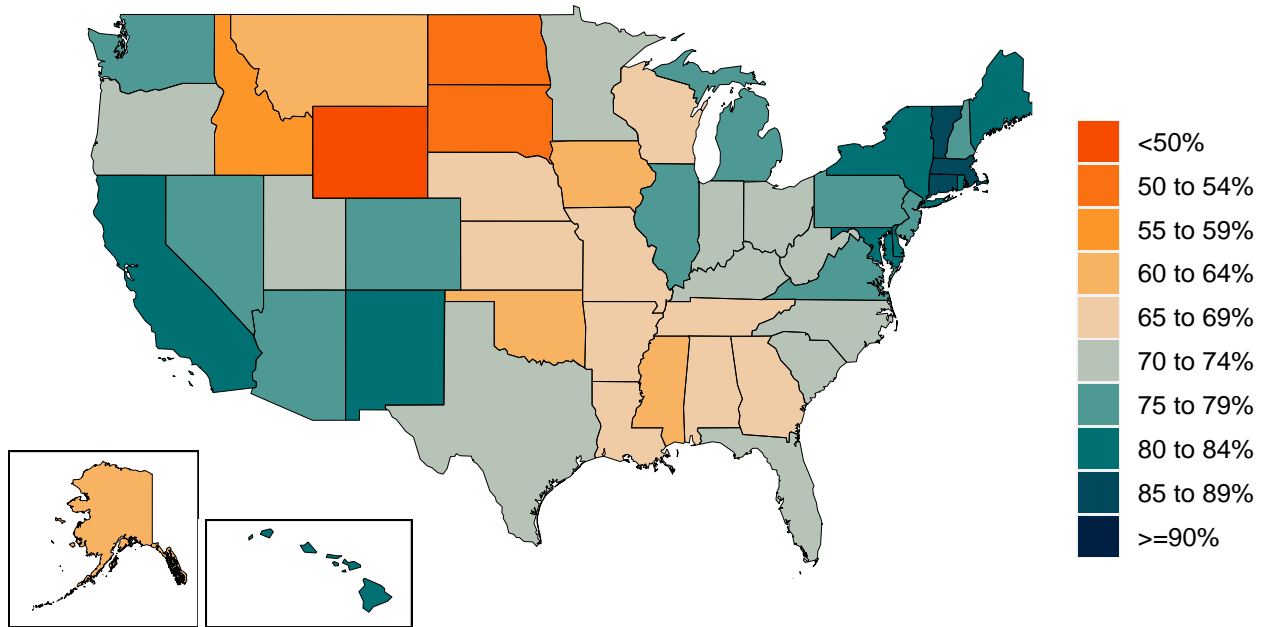 <50%
50 to 54%
55 to 59%
60 to 64%
65 to 69%
70 to 74%
75 to 79%
80 to 84%
85 to 89%
>=90%